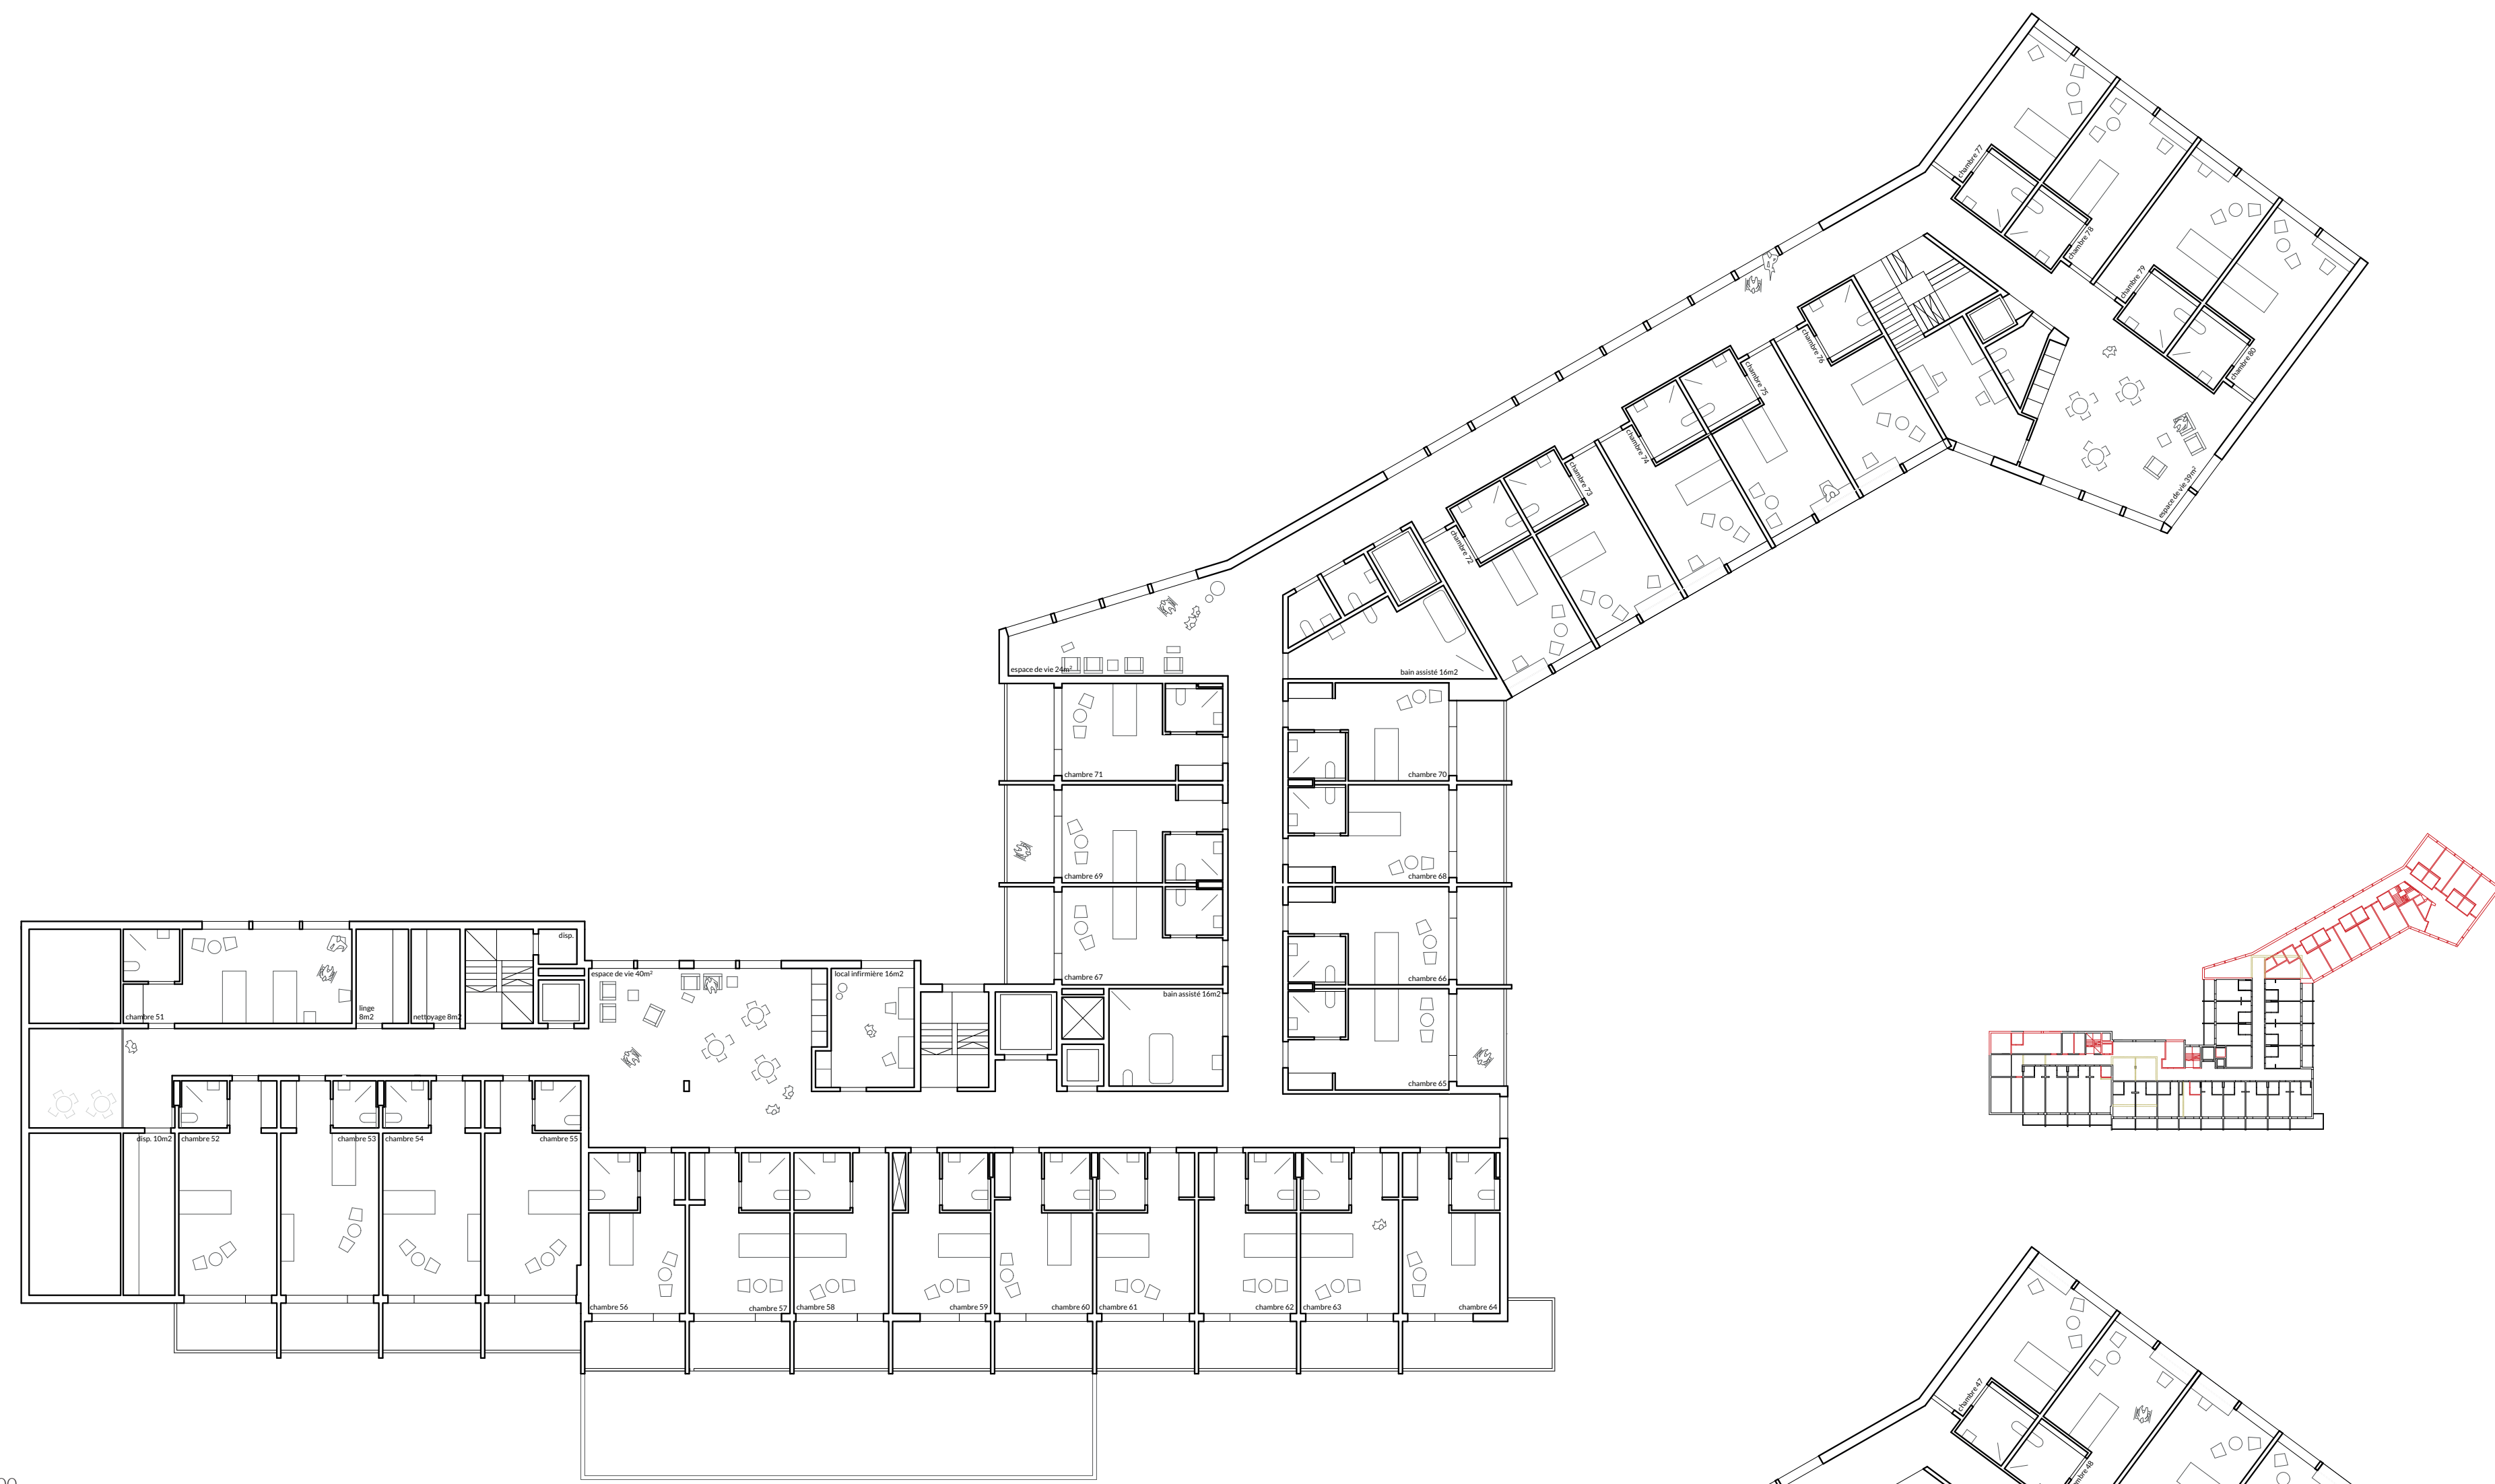 chambre 77
chambre 78
chambre 79
chambre 80
chambre 76
chambre 75
chambre 74
chambre 73
chambre 72
espace de vie 39m²
espace de vie 24m²
bain assisté 16m2
chambre 71
chambre 70
chambre 69
chambre 68
chambre 67
chambre 66
bain assisté 16m2
chambre 65
disp.
espace de vie 40m²
local infirmière 16m2
linge
8m2
nettoyage 8m2
chambre 51
disp. 10m2
chambre 52
chambre 53
chambre 54
chambre 55
chambre 56
chambre 57
chambre 58
chambre 59
chambre 60
chambre 61
chambre 62
chambre 63
chambre 64
chambre 47
chambre 48